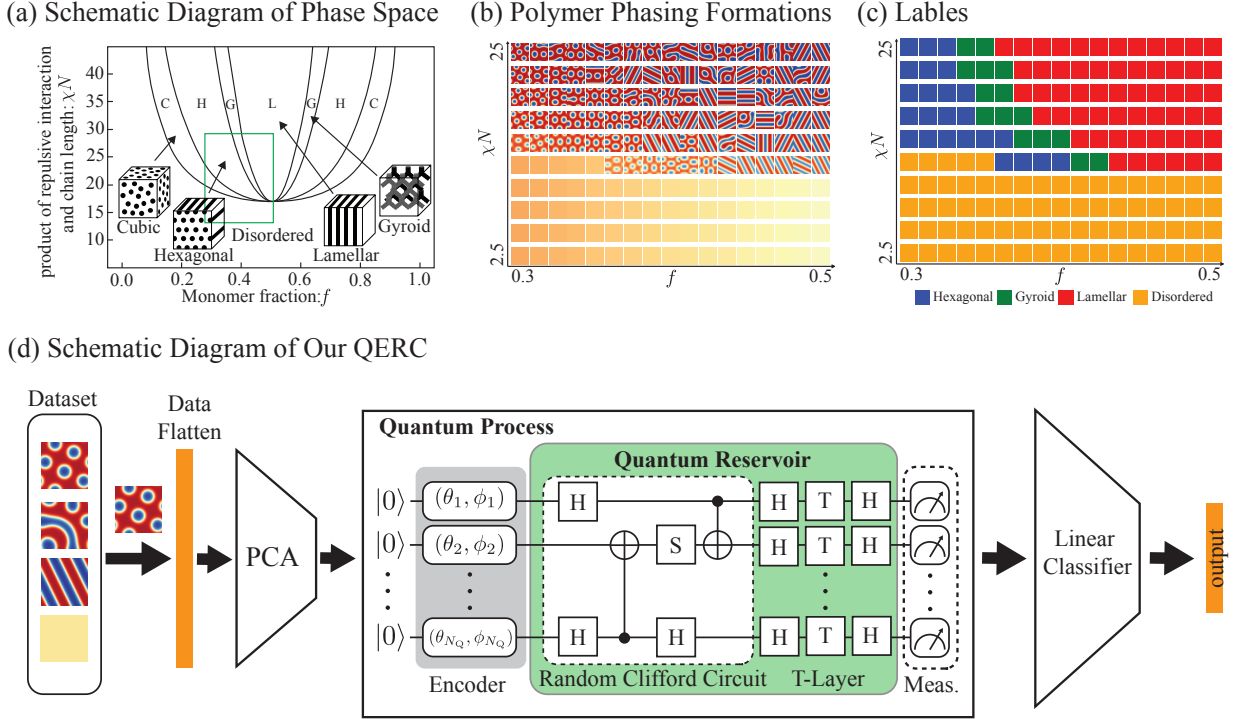 (a) Schematic Diagram of Phase Space
product of repulsive interaction
and chain length: χN
40
35
30
25
20
15
10
C
H
G
L
G
H
C
Cubic
Hexagonal
Disordered
Lamellar
Gyroid
0.0
0.2
0.4
0.6
0.8
1.0
Monomer fraction: f
(b) Polymer Phasing Formations
25
χN
2.5
0.3
f
0.5
(c) Lables
25
χN
2.5
0.3
f
0.5
Hexagonal
Gyroid
Lamellar
Disordered
(d) Schematic Diagram of Our QERC
Dataset
Data
Flatten
PCA
Quantum Process
Quantum Reservoir
|0⟩
(θ₁, ϕ₁)
H
H
T
H
|0⟩
(θ₂, ϕ₂)
S
H
T
H
|0⟩
(θ_{N_Q}, ϕ_{N_Q})
H
H
H
T
H
Encoder
Random Clifford Circuit
T-Layer
Meas.
Linear
Classifier
output